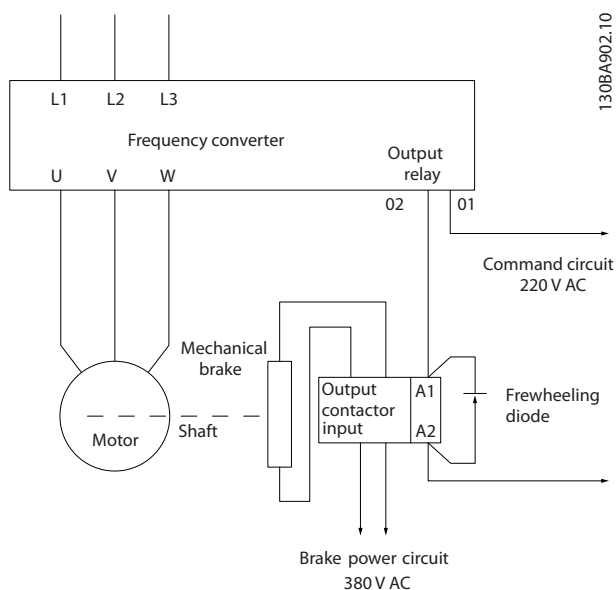 130BA902.10
L1 L2 L3
Frequency converter
U V W
Output
relay
02 01
Command circuit
220 V AC
Mechanical
brake
Output
contactor
input
A1
A2
Frewheeling
diode
Motor
Shaft
Brake power circuit
380 V AC